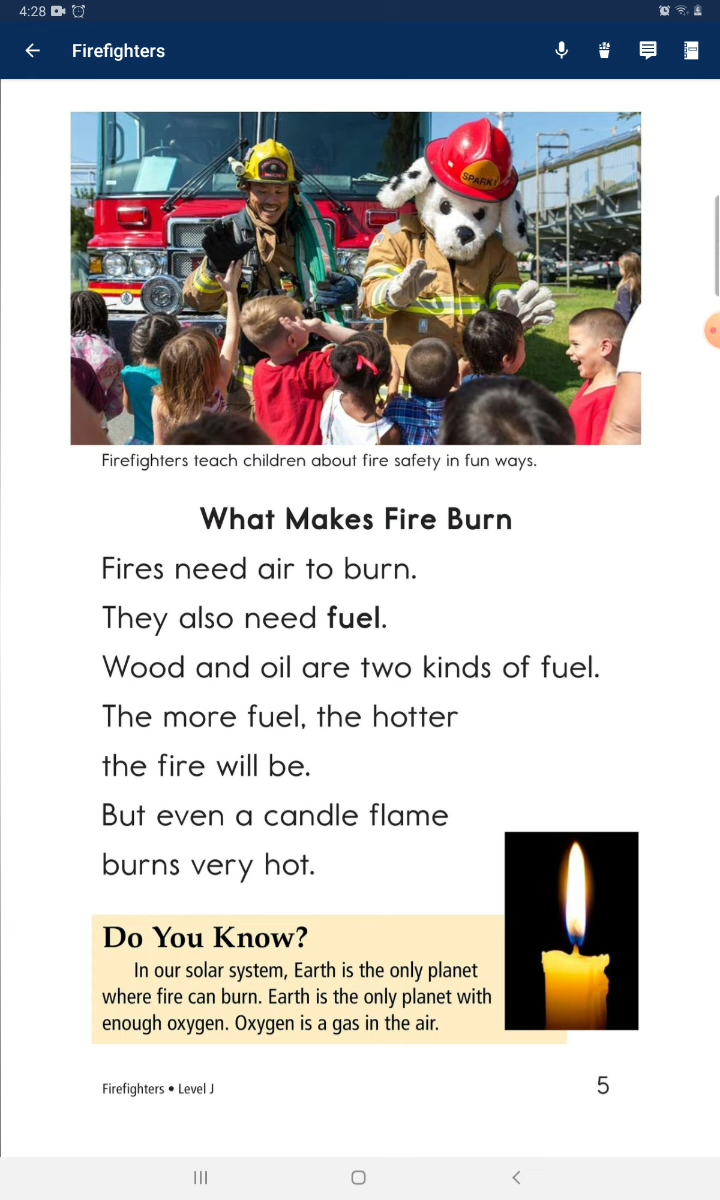 4:28
Firefighters
SPARKY
Firefighters teach children about fire safety in fun ways.
What Makes Fire Burn
Fires need air to burn.
They also need fuel.
Wood and oil are two kinds of fuel.
The more fuel, the hotter
the fire will be.
But even a candle flame
burns very hot.
Do You Know?
In our solar system, Earth is the only planet
where fire can burn. Earth is the only planet with
enough oxygen. Oxygen is a gas in the air.
Firefighters • Level J
5